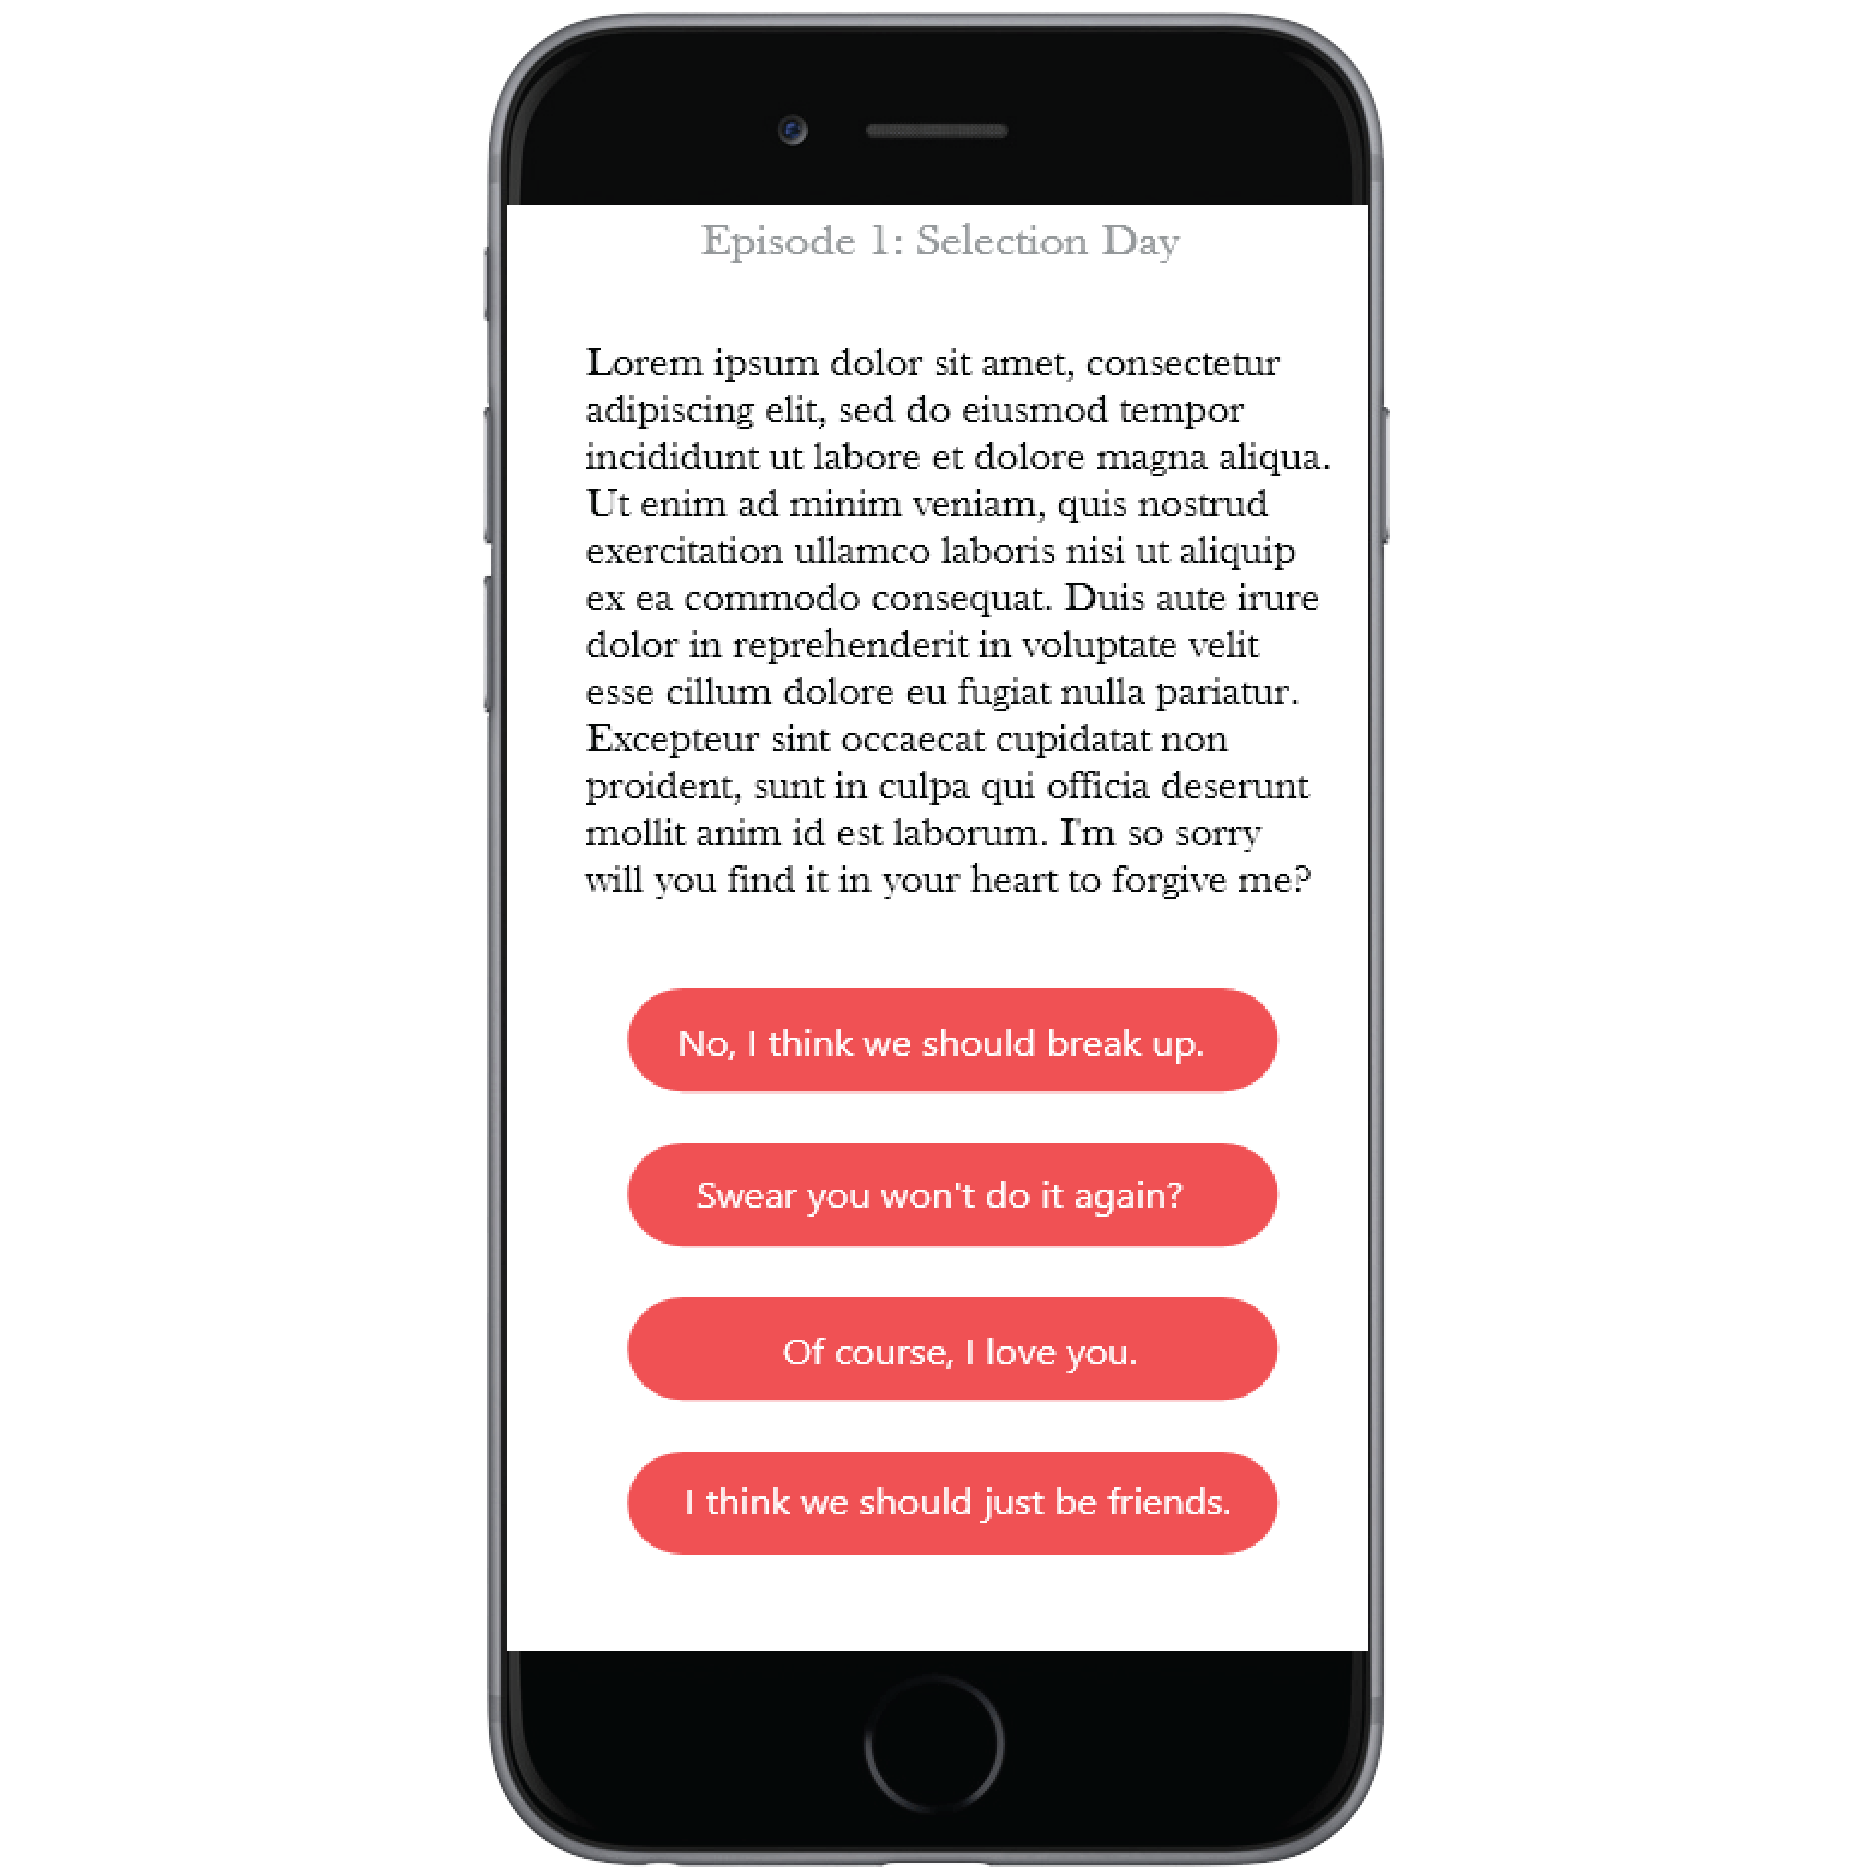 Episode 1: Selection Day
Lorem ipsum dolor sit amet, consectetur
adipiscing elit, sed do eiusmod tempor
incididunt ut labore et dolore magna aliqua.
Ut enim ad minim veniam, quis nostrud
exercitation ullamco laboris nisi ut aliquip
ex ea commodo consequat. Duis aute irure
dolor in reprehenderit in voluptate velit
esse cillum dolore eu fugiat nulla pariatur.
Excepteur sint occaecat cupidatat non
proident, sunt in culpa qui officia deserunt
mollit anim id est laborum. I'm so sorry
will you find it in your heart to forgive me?
No, I think we should break up.
Swear you won't do it again?
Of course, I love you.
I think we should just be friends.